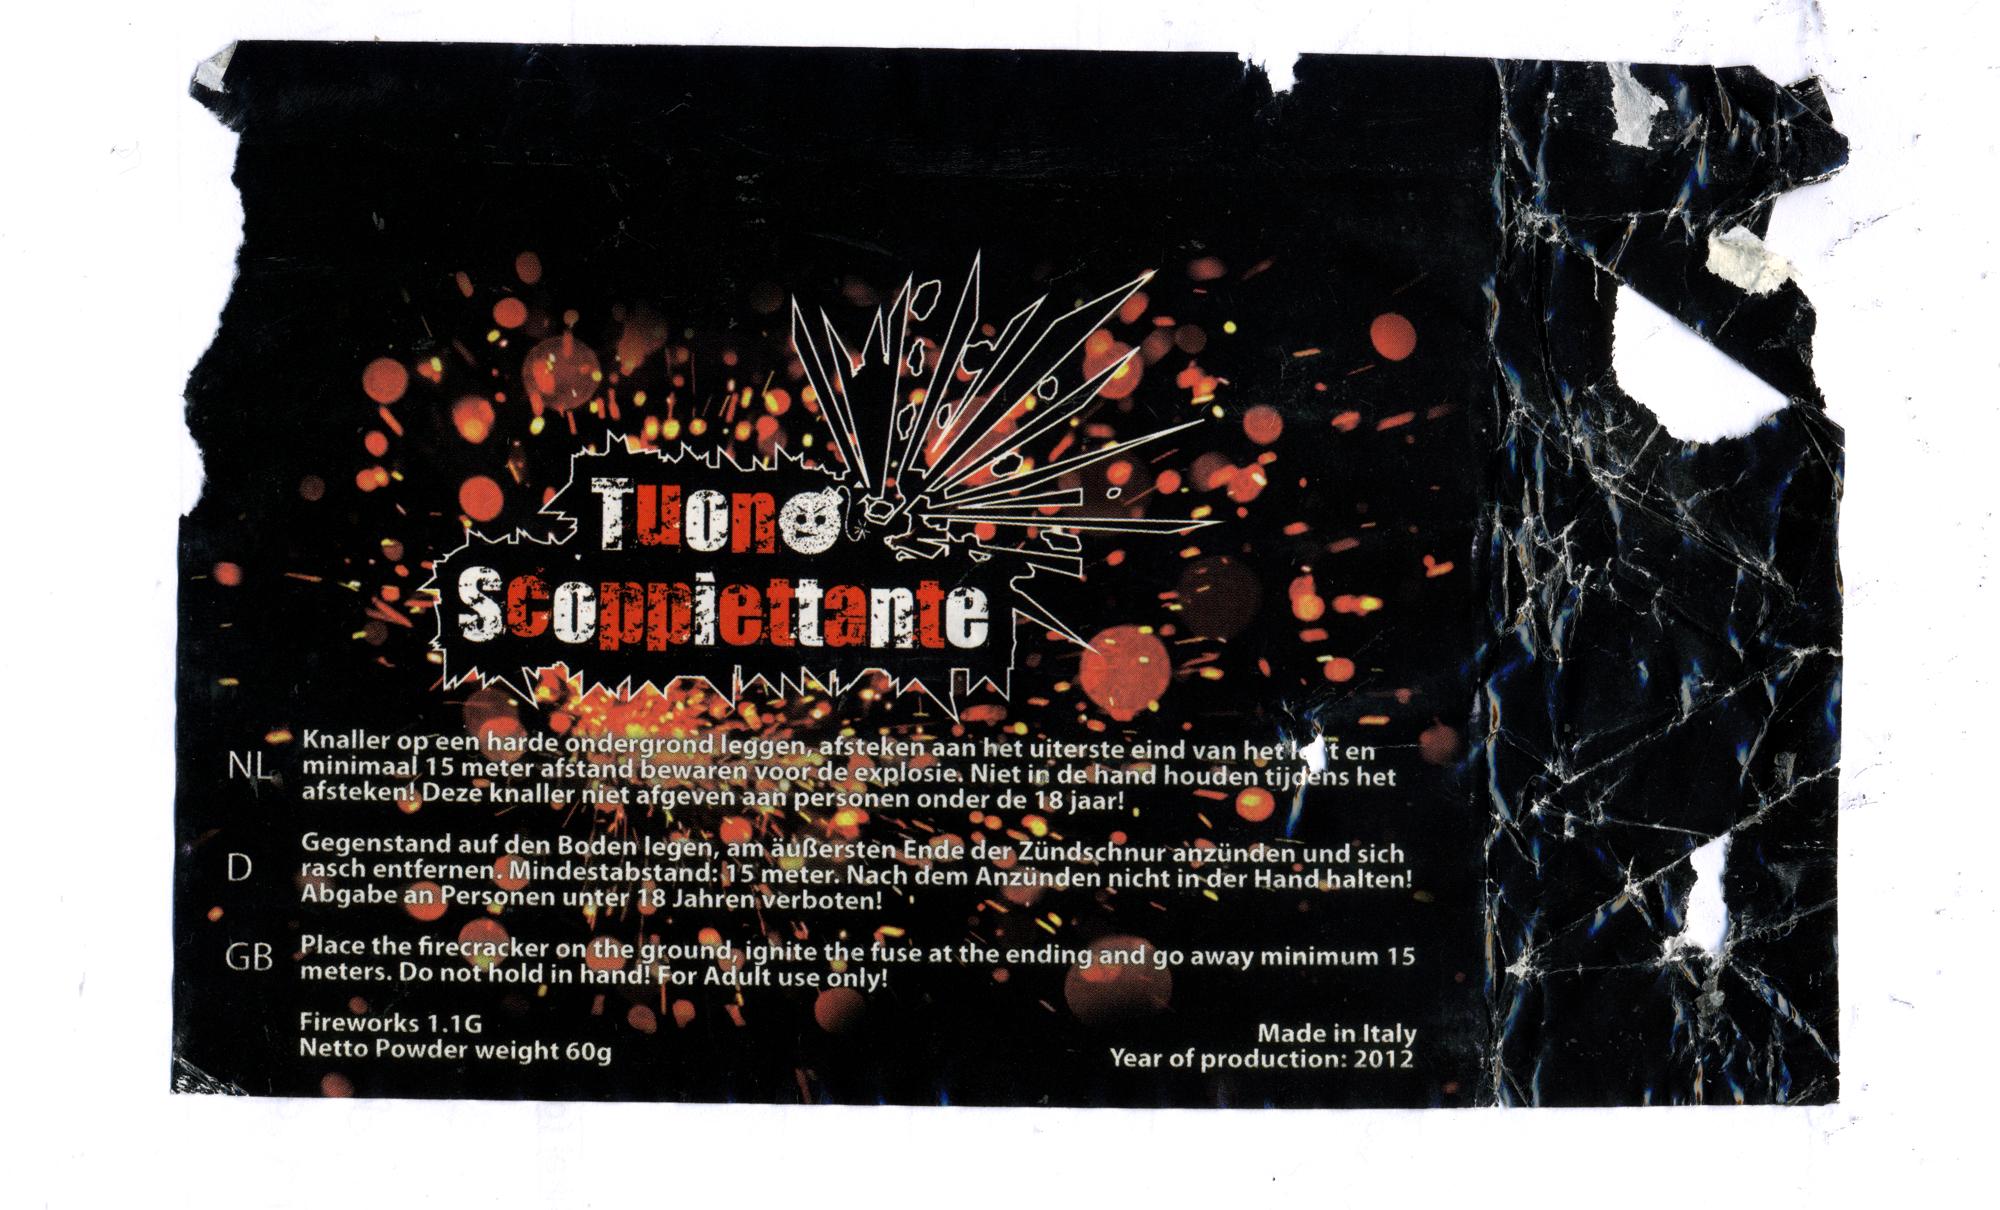 Tuono
Scoppiettante
NL
Knaller op een harde ondergrond leggen, afsteken aan het uiterste eind van het en
minimaal 15 meter afstand bewaren voor de explosie. Niet in de hand houden tijdens het
afsteken! Deze knaller niet afgeven aan personen onder de 18 jaar!
D
Gegenstand auf den Boden legen, am äußersten Ende der Zündschnur anzünden und sich
rasch entfernen. Mindestabstand: 15 meter. Nach dem Anzünden nicht in der Hand halten!
Abgabe an Personen unter 18 Jahren verboten!
GB
Place the firecracker on the ground, ignite the fuse at the ending and go away minimum 15
meters. Do not hold in hand! For Adult use only!
Fireworks 1.1G
Netto Powder weight 60g
Made in Italy
Year of production: 2012